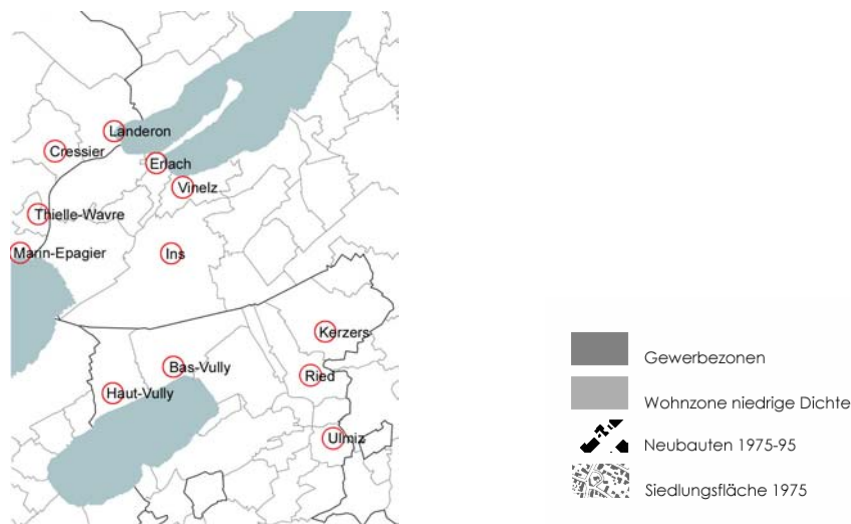 Landeron
Cressier
Erlach
Vinelz
Thielle-Wavre
Marin-Epagier
Ins
Kerzers
Bas-Vully
Ried
Haut-Vully
Ulmiz
Gewerbezonen
Wohnzone niedrige Dichte
Neubauten 1975-95
Siedlungsfläche 1975